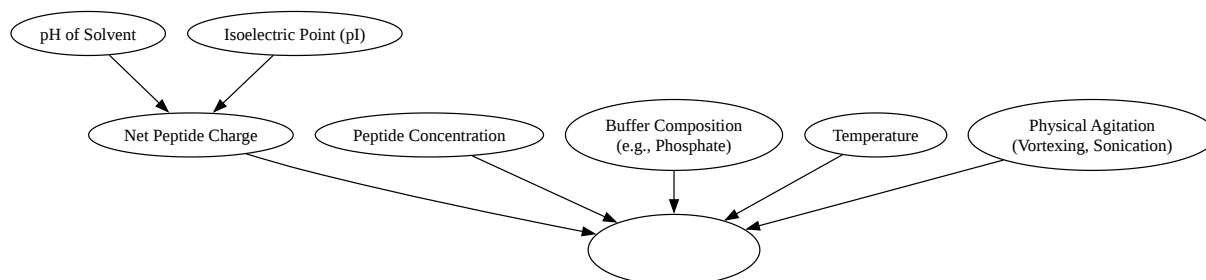 pH of Solvent
Isoelectric Point (pI)
Net Peptide Charge
Peptide Concentration
Buffer Composition
(e.g., Phosphate)
Temperature
Physical Agitation
(Vortexing, Sonication)